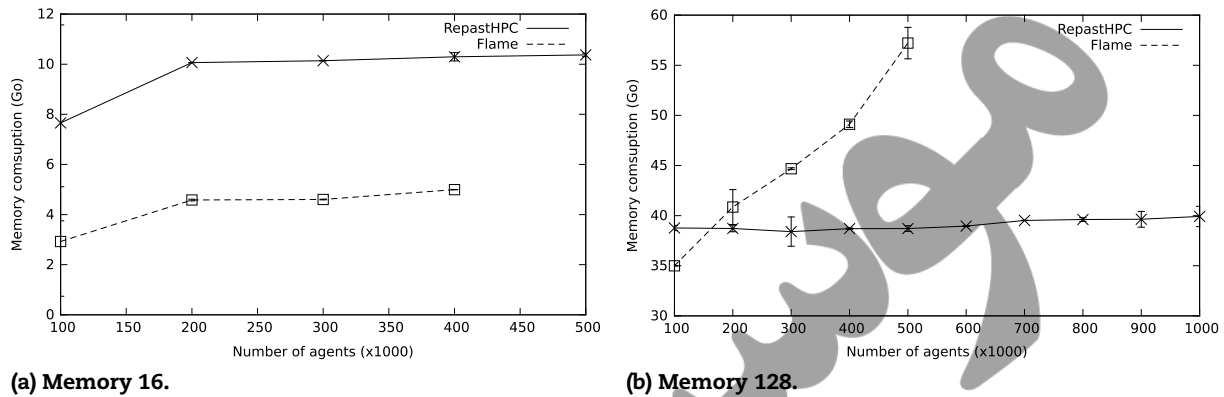 12
10
8
6
4
2
0
Memory comsuption (Go)
RepastHPC
Flame
100 150 200 250 300 350 400 450 500
Number of agents (x1000)
(a) Memory 16.
60
55
50
45
40
35
30
Memory comsuption (Go)
RepastHPC
Flame
100 200 300 400 500 600 700 800 900 1000
Number of agents (x1000)
(b) Memory 128.